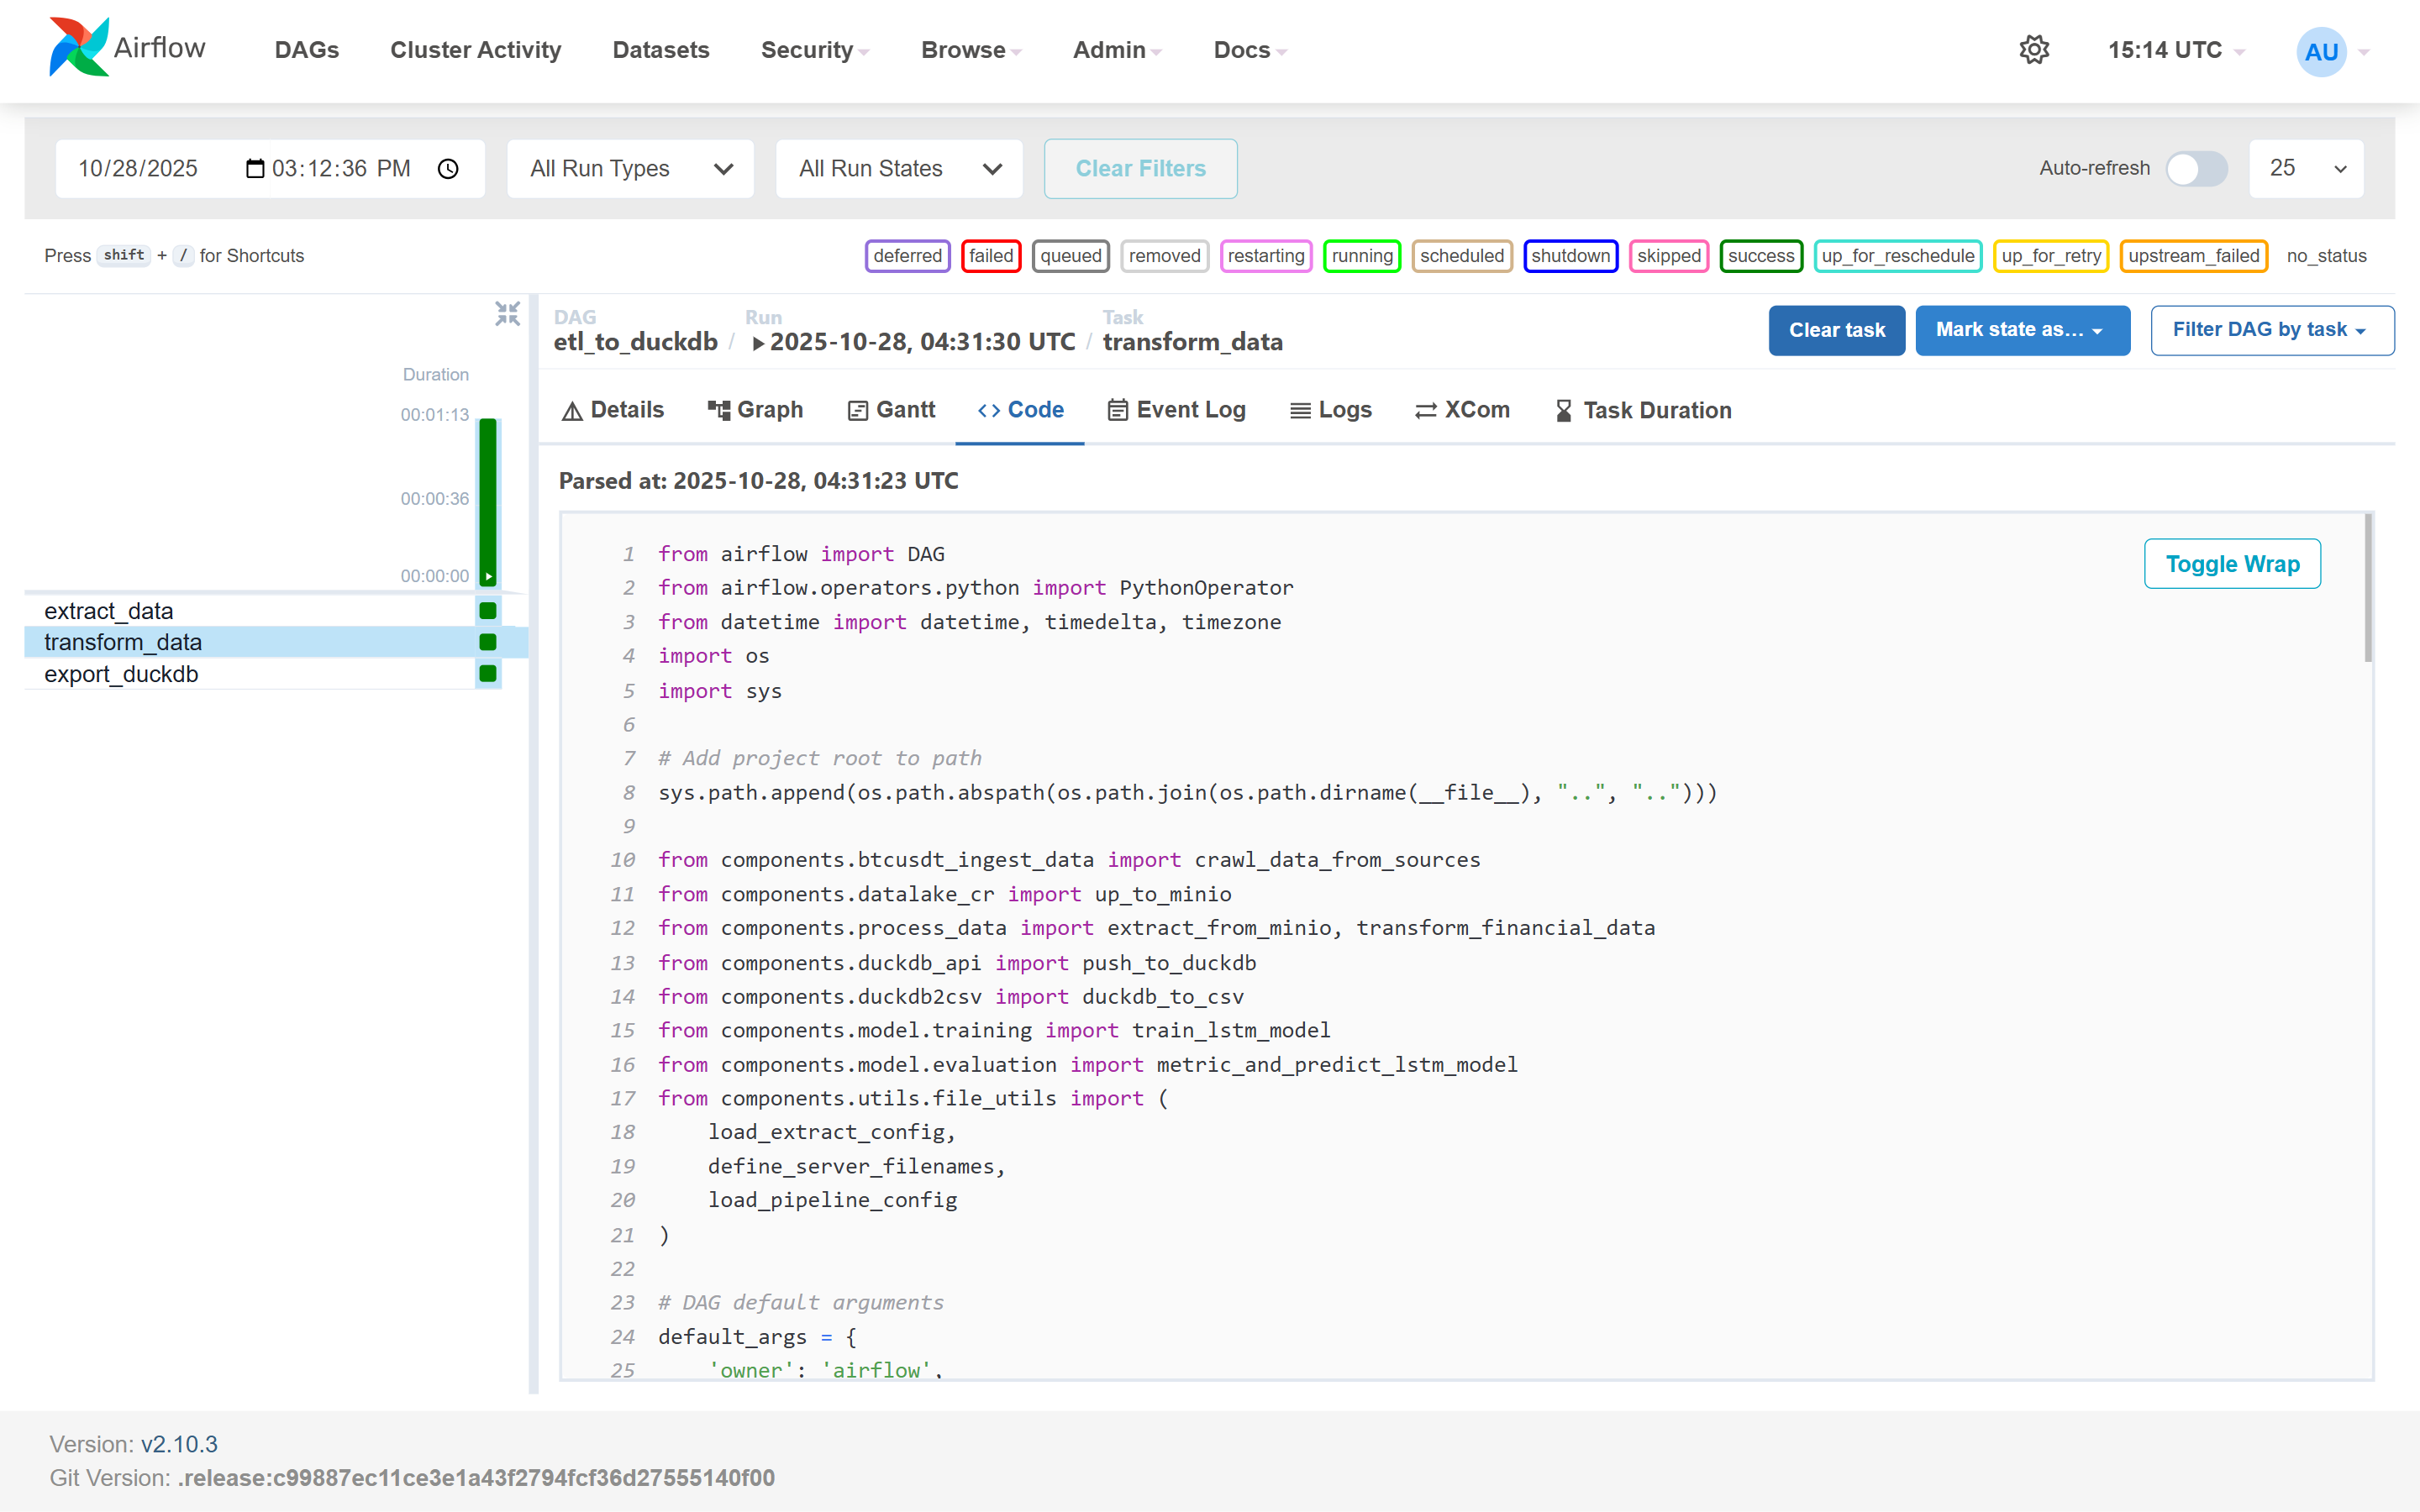 Airflow DAGs Cluster Activity Datasets Security Browse Admin Docs 15:14 UTC AU
10/28/2025 03:12:36 PM All Run Types All Run States Clear Filters Auto-refresh 25
Press shift + / for Shortcuts deferred failed queued removed restarting running scheduled shutdown skipped success up_for_reschedule up_for_retry upstream_failed no_status
Duration
00:01:13
00:00:36
00:00:00
extract_data
transform_data
export_duckdb
DAG Run Task
etl_to_duckdb / 2025-10-28, 04:31:30 UTC / transform_data
Clear task Mark state as... Filter DAG by task
Details Graph Gantt Code Event Log Logs XCom Task Duration
Parsed at: 2025-10-28, 04:31:23 UTC
Toggle Wrap
1 from airflow import DAG
2 from airflow.operators.python import PythonOperator
3 from datetime import datetime, timedelta, timezone
4 import os
5 import sys
6
7 # Add project root to path
8 sys.path.append(os.path.abspath(os.path.join(os.path.dirname(__file__), "..", "..")))
9
10 from components.btcusdt_ingest_data import crawl_data_from_sources
11 from components.datalake_cr import up_to_minio
12 from components.process_data import extract_from_minio, transform_financial_data
13 from components.duckdb_api import push_to_duckdb
14 from components.duckdb2csv import duckdb_to_csv
15 from components.model.training import train_lstm_model
16 from components.model.evaluation import metric_and_predict_lstm_model
17 from components.utils.file_utils import (
18     load_extract_config,
19     define_server_filenames,
20     load_pipeline_config
21 )
22
23 # DAG default arguments
24 default_args = {
25     'owner': 'airflow',
Version: v2.10.3
Git Version: .release:c99887ec11ce3e1a43f2794fcf36d27555140f00